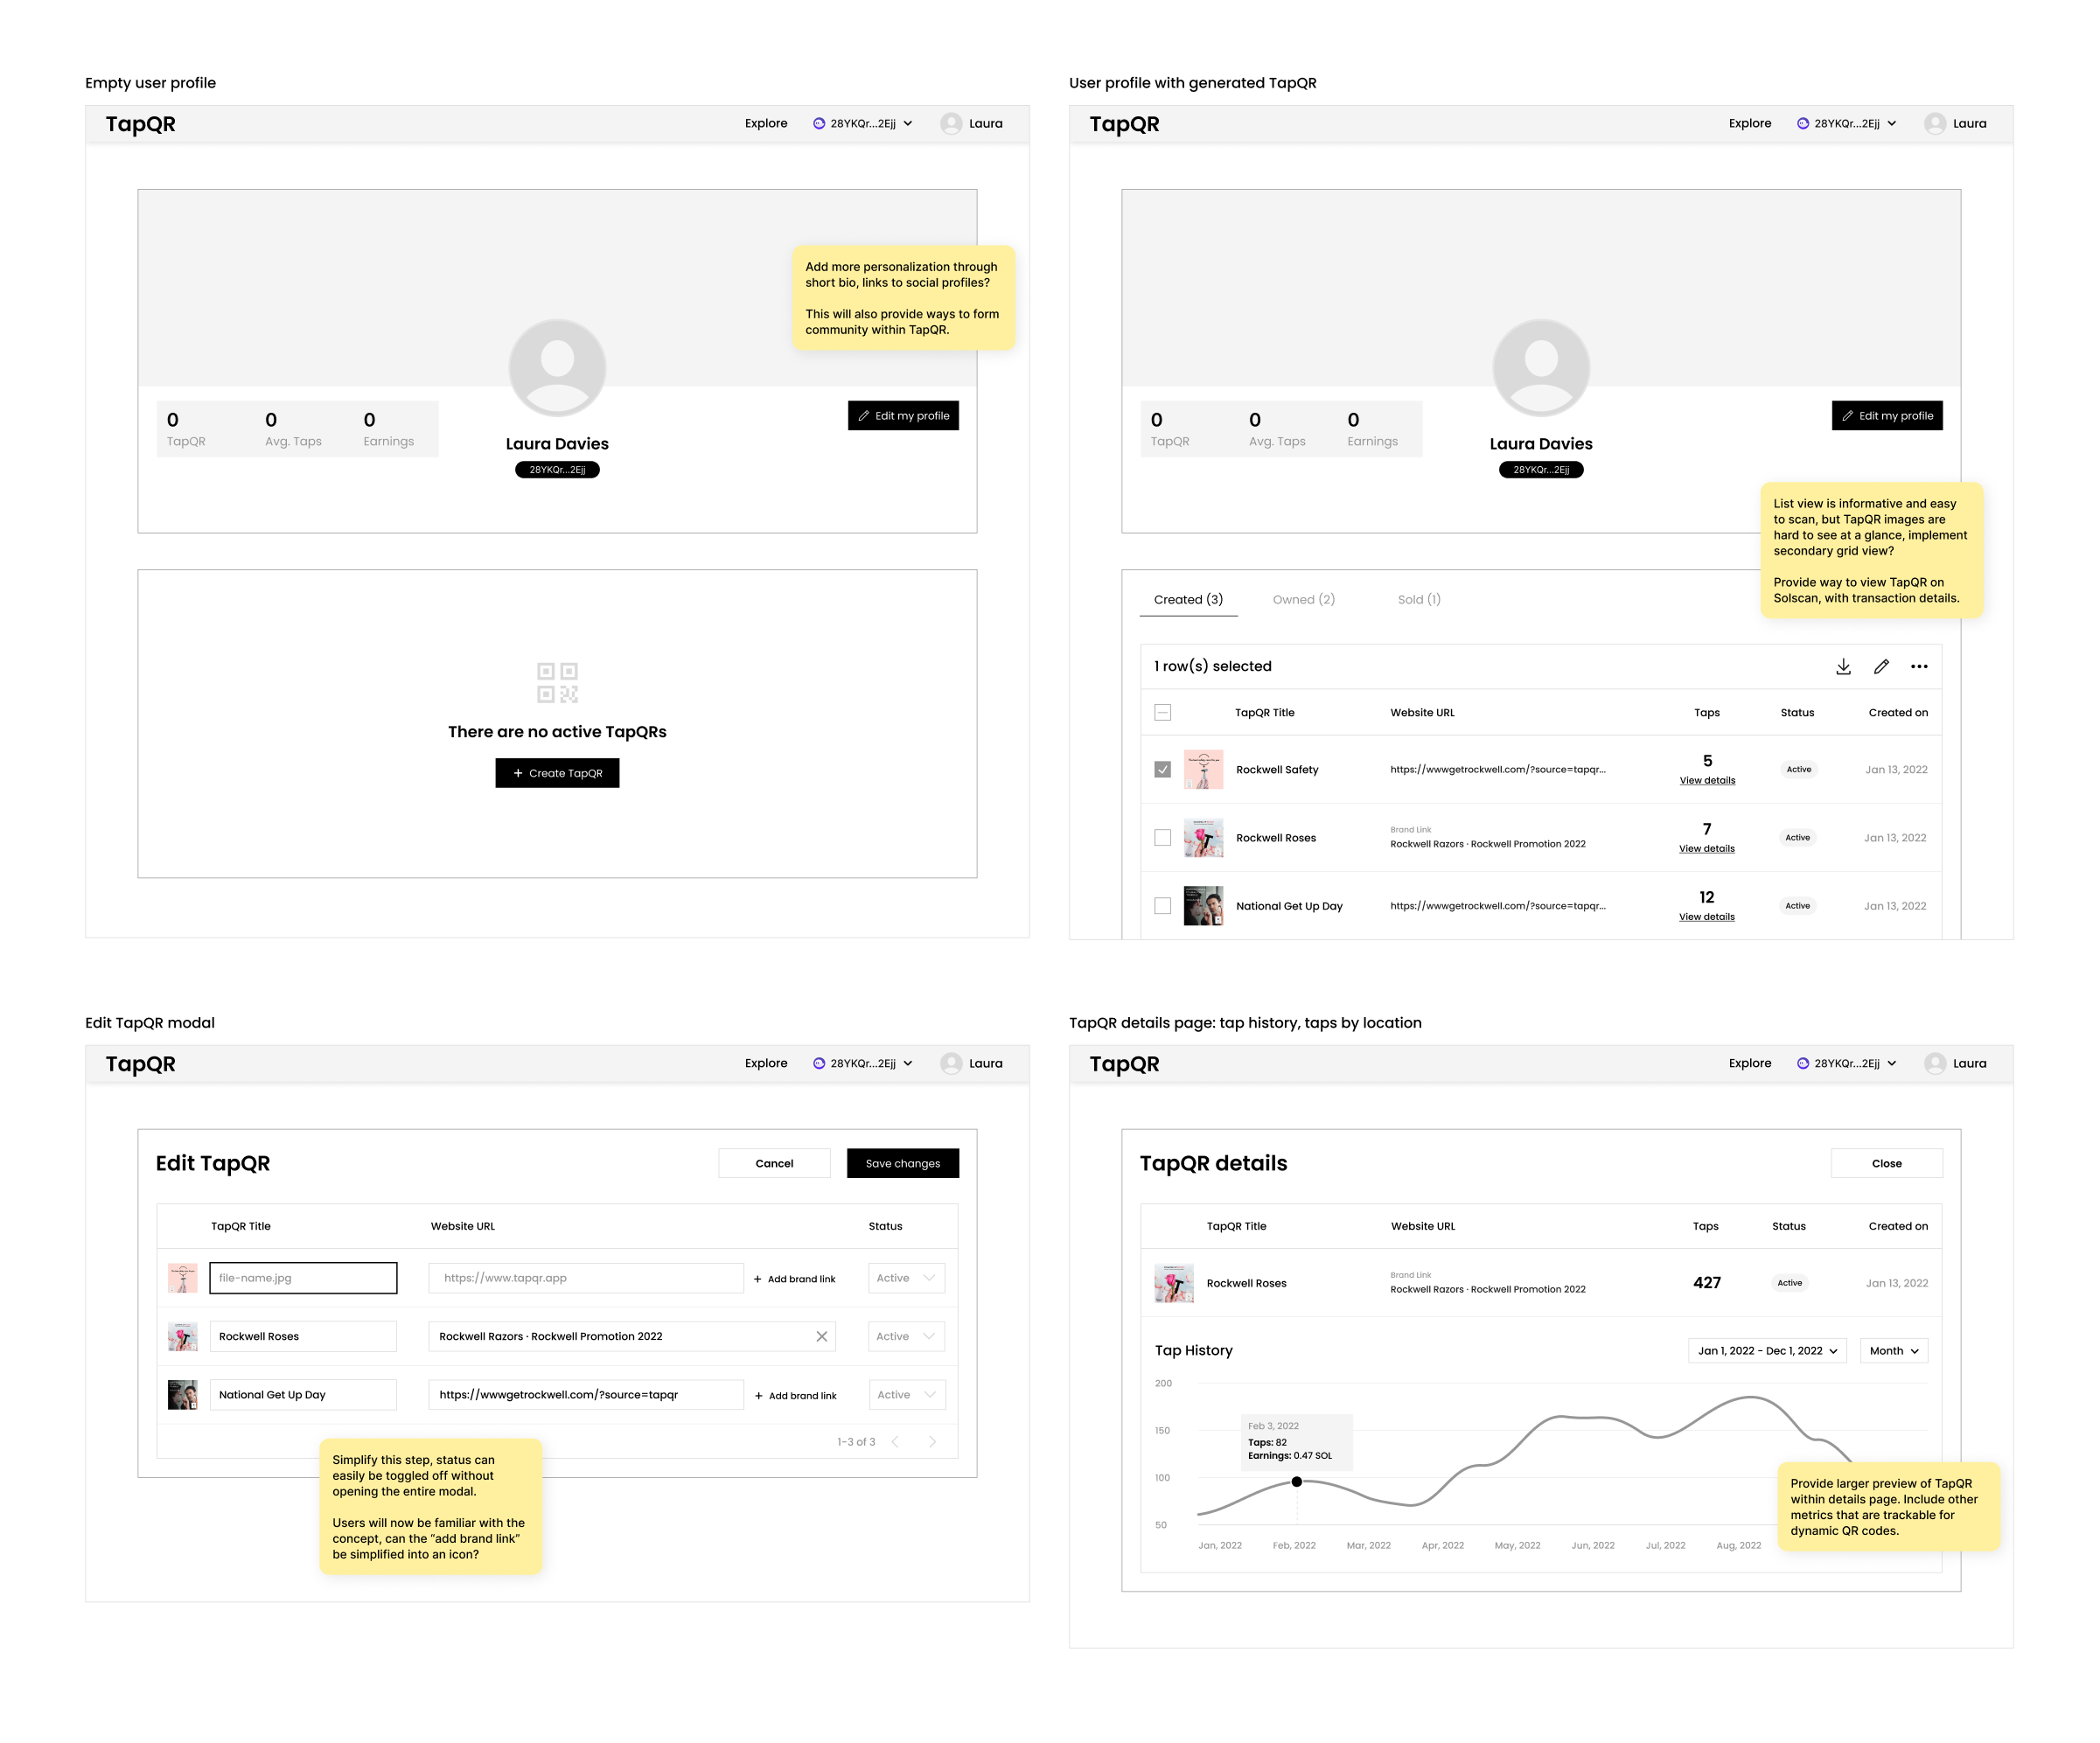 Empty user profile
TapQR
Explore
28YKQr...2Ejj
Laura
Add more personalization through
short bio, links to social profiles?
This will also provide ways to form
community within TapQR.
0
TapQR
0
Avg. Taps
0
Earnings
Edit my profile
Laura Davies
28YKQr...2Ejj
There are no active TapQRs
+ Create TapQR
User profile with generated TapQR
TapQR
Explore
28YKQr...2Ejj
Laura
0
TapQR
0
Avg. Taps
0
Earnings
Edit my profile
Laura Davies
28YKQr...2Ejj
List view is informative and easy
to scan, but TapQR images are
hard to see at a glance, implement
secondary grid view?
Provide way to view TapQR on
Solscan, with transaction details.
Created (3)
Owned (2)
Sold (1)
1 row(s) selected
TapQR Title
Website URL
Taps
Status
Created on
Rockwell Safety
https://wwwgetrockwell.com/?source=tapqr...
5
View details
Active
Jan 13, 2022
Rockwell Roses
Brand Link
Rockwell Razors · Rockwell Promotion 2022
7
View details
Active
Jan 13, 2022
National Get Up Day
https://wwwgetrockwell.com/?source=tapqr...
12
View details
Active
Jan 13, 2022
Edit TapQR modal
TapQR
Explore
28YKQr...2Ejj
Laura
Edit TapQR
Cancel
Save changes
TapQR Title
Website URL
Status
file-name.jpg
https://www.tapqr.app
+ Add brand link
Active
Rockwell Roses
Rockwell Razors · Rockwell Promotion 2022
Active
National Get Up Day
https://wwwgetrockwell.com/?source=tapqr
+ Add brand link
Active
1-3 of 3
Simplify this step, status can
easily be toggled off without
opening the entire modal.
Users will now be familiar with the
concept, can the “add brand link”
be simplified into an icon?
TapQR details page: tap history, taps by location
TapQR
Explore
28YKQr...2Ejj
Laura
TapQR details
Close
TapQR Title
Website URL
Taps
Status
Created on
Rockwell Roses
Brand Link
Rockwell Razors · Rockwell Promotion 2022
427
Active
Jan 13, 2022
Tap History
Jan 1, 2022 - Dec 1, 2022
Month
200
150
100
50
Feb 3, 2022
Taps: 82
Earnings: 0.47 SOL
Jan, 2022
Feb, 2022
Mar, 2022
Apr, 2022
May, 2022
Jun, 2022
Jul, 2022
Aug, 2022
Provide larger preview of TapQR
within details page. Include other
metrics that are trackable for
dynamic QR codes.